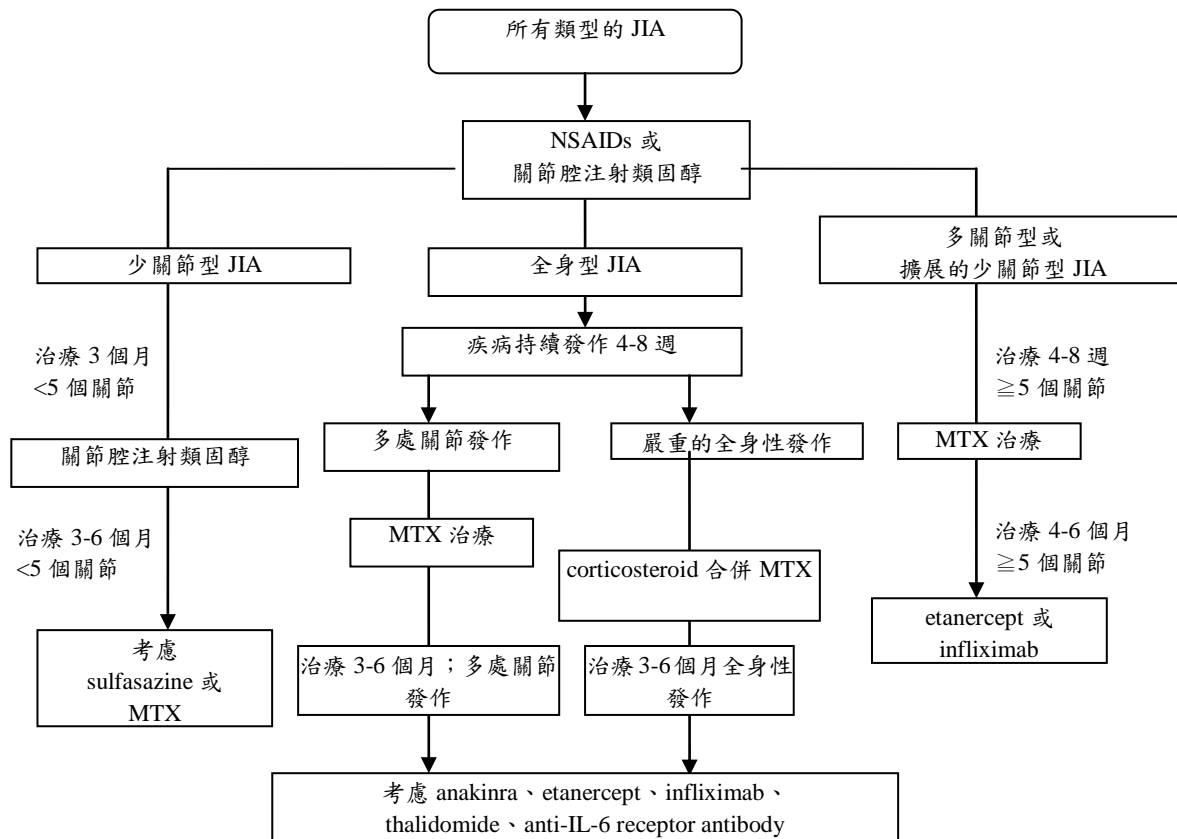 所有類型的 JIA
NSAIDs 或
關節腔注射類固醇
少關節型 JIA
全身型 JIA
多關節型或
擴展的少關節型 JIA
疾病持續發作 4-8 週
治療 3 個月
<5 個關節
治療 4-8 週
≧5 個關節
關節腔注射類固醇
多處關節發作
嚴重的全身性發作
MTX 治療
治療 3-6 個月
<5 個關節
MTX 治療
corticosteroid 合併 MTX
治療 4-6 個月
≧5 個關節
考慮
sulfasazine 或
MTX
治療 3-6 個月；多處關節
發作
治療 3-6個月全身性
發作
etanercept 或
infliximab
考慮 anakinra、etanercept、infliximab、
thalidomide、anti-IL-6 receptor antibody